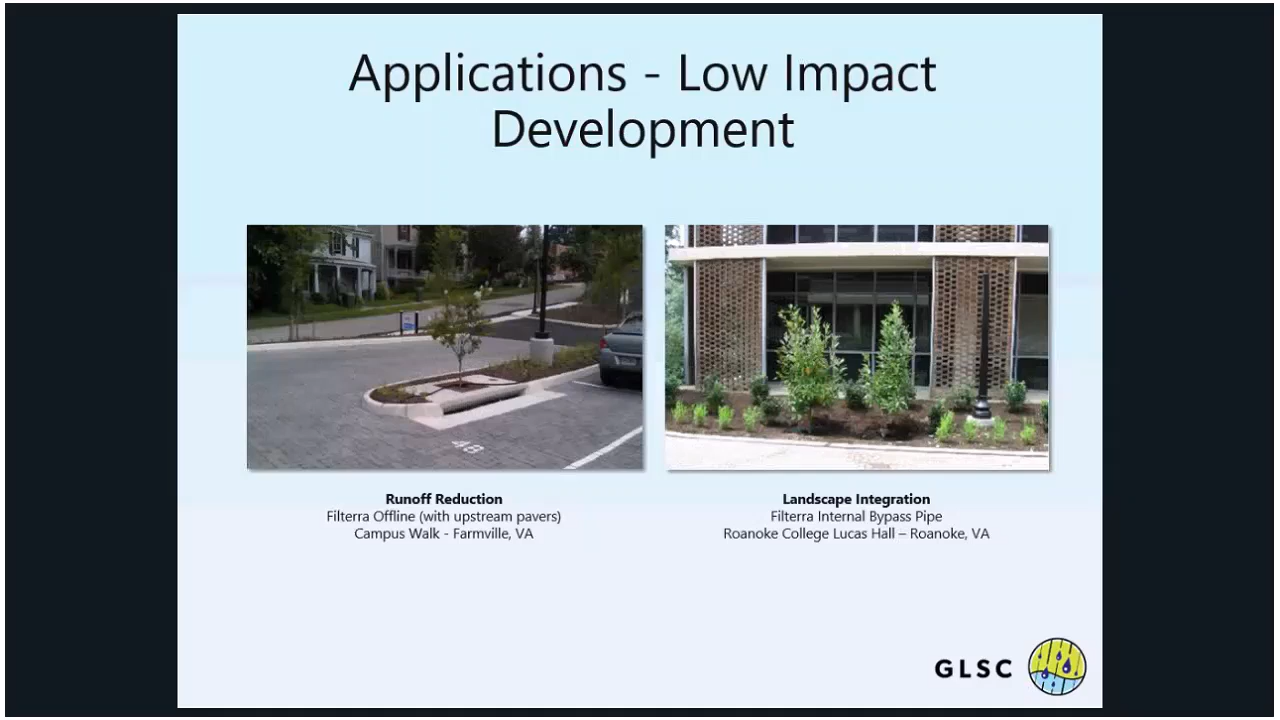 Applications - Low Impact
Development
48
Runoff Reduction
Filterra Offline (with upstream pavers)
Campus Walk - Farmville, VA
Landscape Integration
Filterra Internal Bypass Pipe
Roanoke College Lucas Hall – Roanoke, VA
GLSC